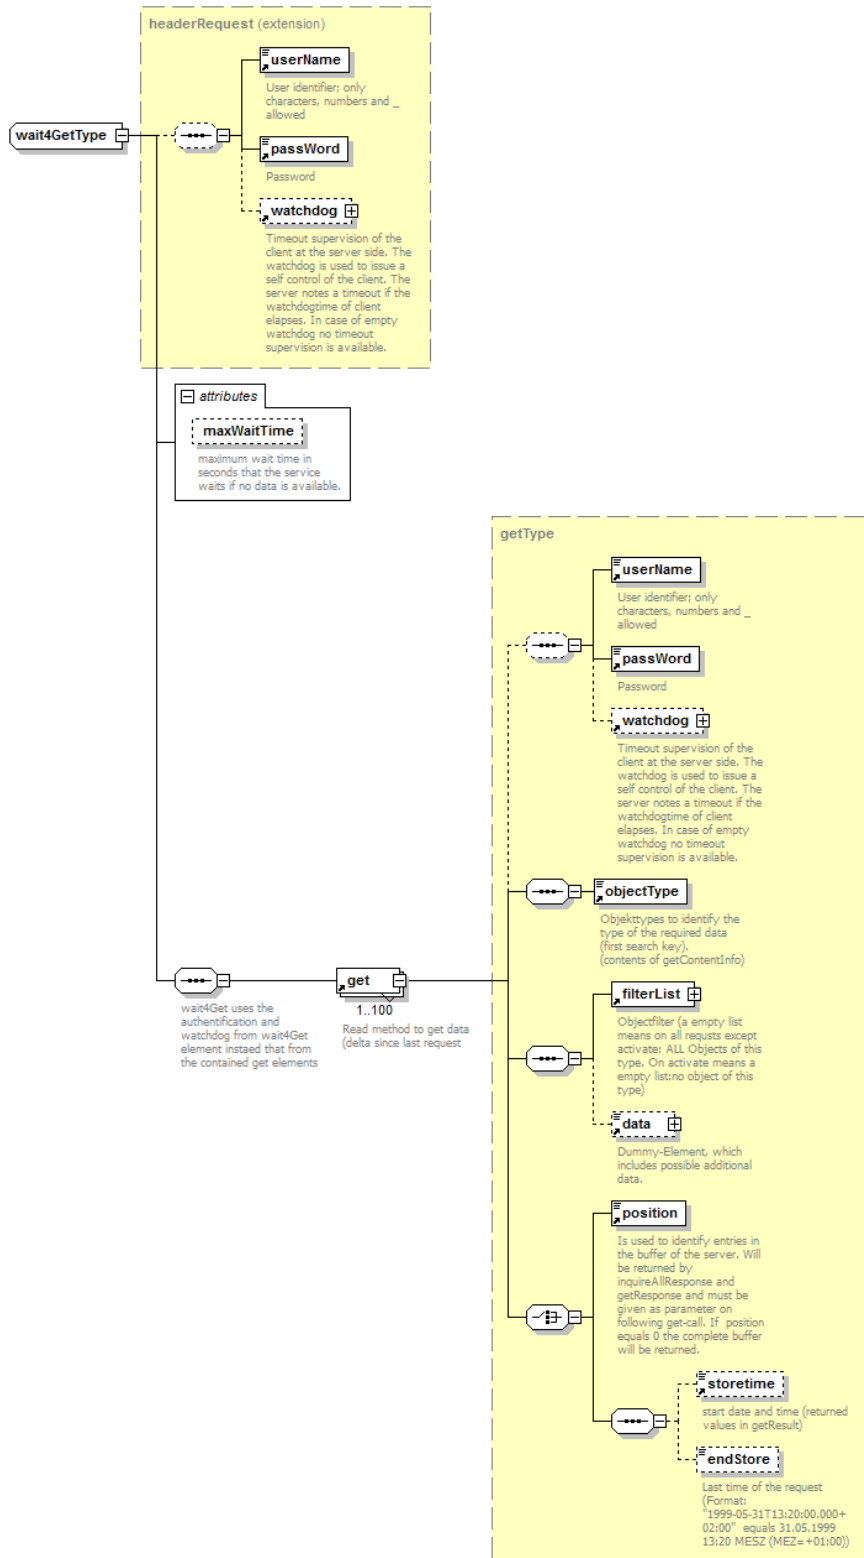 headerRequest (extension)
userName
User identifier; only
characters, numbers and _
allowed
wait4GetType
passWord
Password
watchdog
Timeout supervision of the
client at the server side. The
watchdog is used to issue a
self control of the client. The
server notes a timeout if the
watchdogtime of client
elapses. In case of empty
watchdog no timeout
supervision is available.
attributes
maxWaitTime
maximum wait time in
seconds that the service
waits if no data is available.
getType
userName
User identifier; only
characters, numbers and _
allowed
passWord
Password
watchdog
Timeout supervision of the
client at the server side. The
watchdog is used to issue a
self control of the client. The
server notes a timeout if the
watchdogtime of client
elapses. In case of empty
watchdog no timeout
supervision is available.
objectType
Objekttypes to identify the
type of the required data
(first search key).
(contents of getContentInfo)
get
1..100
Read method to get data
(delta since last request
wait4Get uses the
authentification and
watchdog from wait4Get
element instaed that from
the contained get elements
filterList
Objectfilter (a empty list
means on all requsts except
activate: ALL Objects of this
type. On activate means a
empty list:no object of this
type)
data
Dummy-Element, which
includes possible additional
data.
position
Is used to identify entries in
the buffer of the server. Will
be returned by
inquireAllResponse and
getResponse and must be
given as parameter on
following get-call. If  position
equals 0 the complete buffer
will be returned.
storetime
start date and time (returned
values in getResult)
endStore
Last time of the request
(Format:
"1999-05-31T13:20:00.000+
02:00"  equals 31.05.1999
13:20 MESZ (MEZ=+01:00))